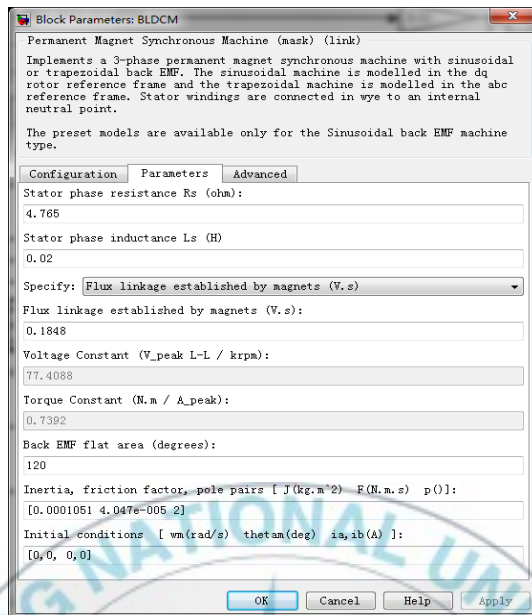 Block Parameters: BLDCM
Permanent Magnet Synchronous Machine (mask) (link)
Implements a 3-phase permanent magnet synchronous machine with sinusoidal
or trapezoidal back EMF. The sinusoidal machine is modelled in the dq
rotor reference frame and the trapezoidal machine is modelled in the abc
reference frame. Stator windings are connected in wye to an internal
neutral point.
The preset models are available only for the Sinusoidal back EMF machine
type.
Configuration Parameters Advanced
Stator phase resistance Rs (ohm):
4.765
Stator phase inductance Ls (H)
0.02
Specify: Flux linkage established by magnets (V.s)
Flux linkage established by magnets (V.s):
0.1848
Voltage Constant (V_peak L-L / krpm):
77.4088
Torque Constant (N.m / A_peak):
0.7392
Back EMF flat area (degrees):
120
Inertia, friction factor, pole pairs [ J(kg.m^2) F(N.m.s) p()]:
[0.0001051 4.047e-005 2]
Initial conditions [ wm(rad/s) thetam(deg) ia,ib(A) ]:
[0,0, 0,0]
OK Cancel Help Apply
G NATIONAL UN